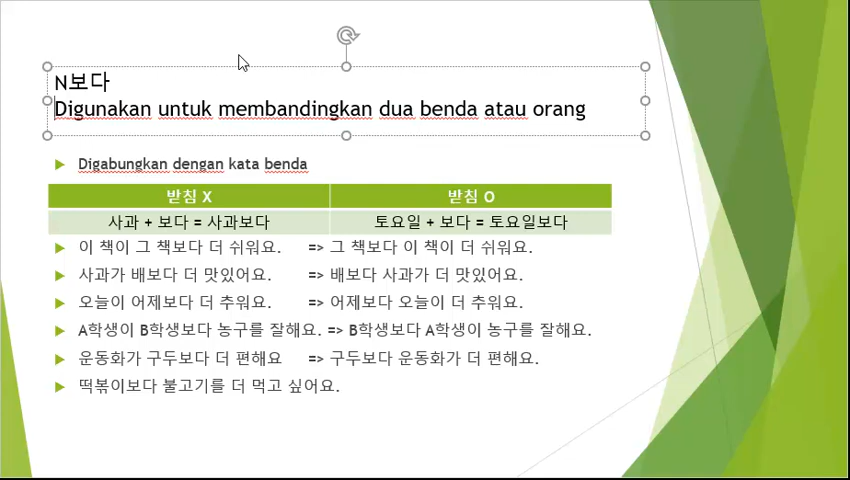 N보다
Digunakan untuk membandingkan dua benda atau orang
Digabungkan dengan kata benda
받침 X 받침 O
사과 + 보다 = 사과보다 토요일 + 보다 = 토요일보다
이 책이 그 책보다 더 쉬워요. => 그 책보다 이 책이 더 쉬워요.
사과가 배보다 더 맛있어요. => 배보다 사과가 더 맛있어요.
오늘이 어제보다 더 추워요. => 어제보다 오늘이 더 추워요.
A학생이 B학생보다 농구를 잘해요. => B학생보다 A학생이 농구를 잘해요.
운동화가 구두보다 더 편해요 => 구두보다 운동화가 더 편해요.
떡볶이보다 불고기를 더 먹고 싶어요.